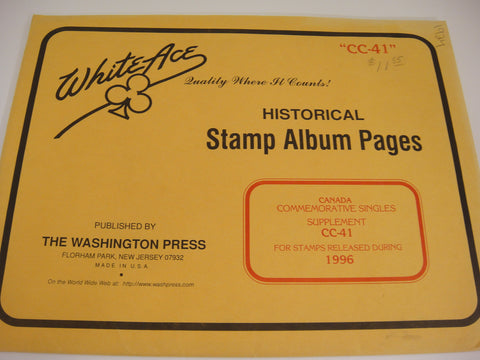 White Ace
"CC-41"
$11.55
Quality Where It Counts!
HISTORICAL
Stamp Album Pages
CANADA
COMMEMORATIVE SINGLES
SUPPLEMENT
CC-41
FOR STAMPS RELEASED DURING
1996
PUBLISHED BY
THE WASHINGTON PRESS
FLORHAM PARK, NEW JERSEY 07932
MADE IN U.S.A.
On the World Wide Web at: http://www.washpress.com